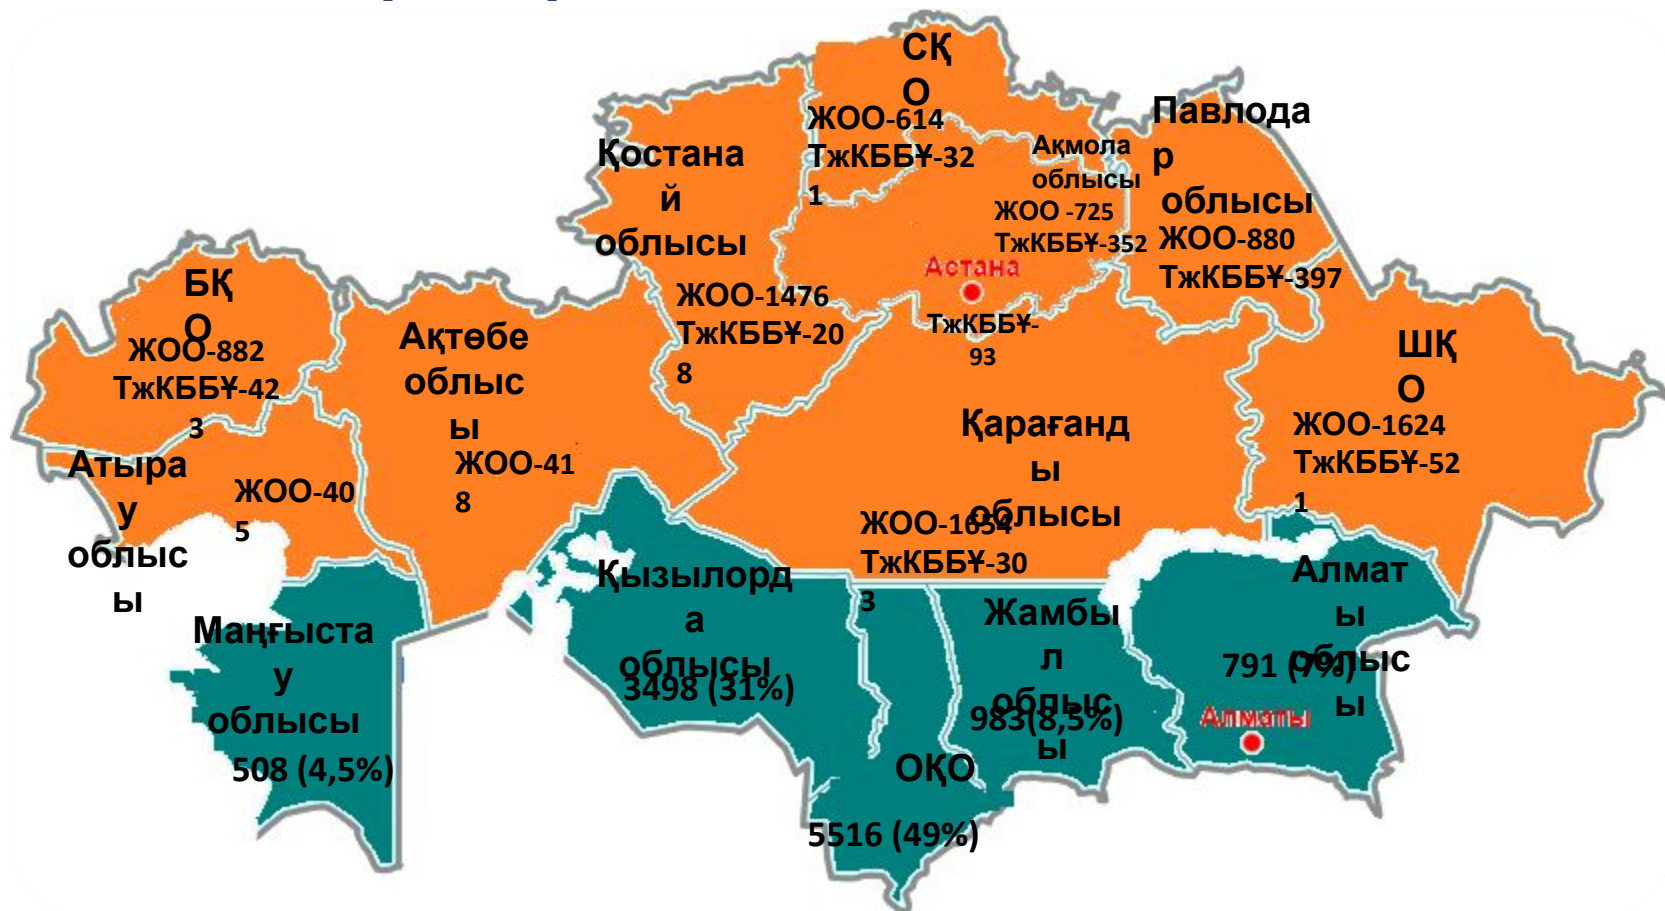 СҚ
О
ЖОО-614
ТжКББҰ-32
1
Қостана
й
облысы
ЖОО-1476
ТжКББҰ-20
8
Ақмола
облысы
ЖОО -725
ТжКББҰ-352
Павлода
р
облысы
ЖОО-880
ТжКББҰ-397
Астана
ТжКББҰ-
93
БҚ
О
ЖОО-882
ТжКББҰ-42
3
Ақтөбе
облыс
ы
ЖОО-41
8
ШҚ
О
ЖОО-1624
ТжКББҰ-52
1
Атыра
у
облыс
ы
ЖОО-40
5
Қарағанд
ы
облысы
ЖОО-1654
ТжКББҰ-30
3
Маңғыста
у
облысы
508 (4,5%)
Қызылорд
а
облысы
3498 (31%)
Жамбы
л
облыс
ы
983(8,5%)
Алмат
ы
облыс
ы
791 (7%)
Алматы
ОҚО
5516 (49%)